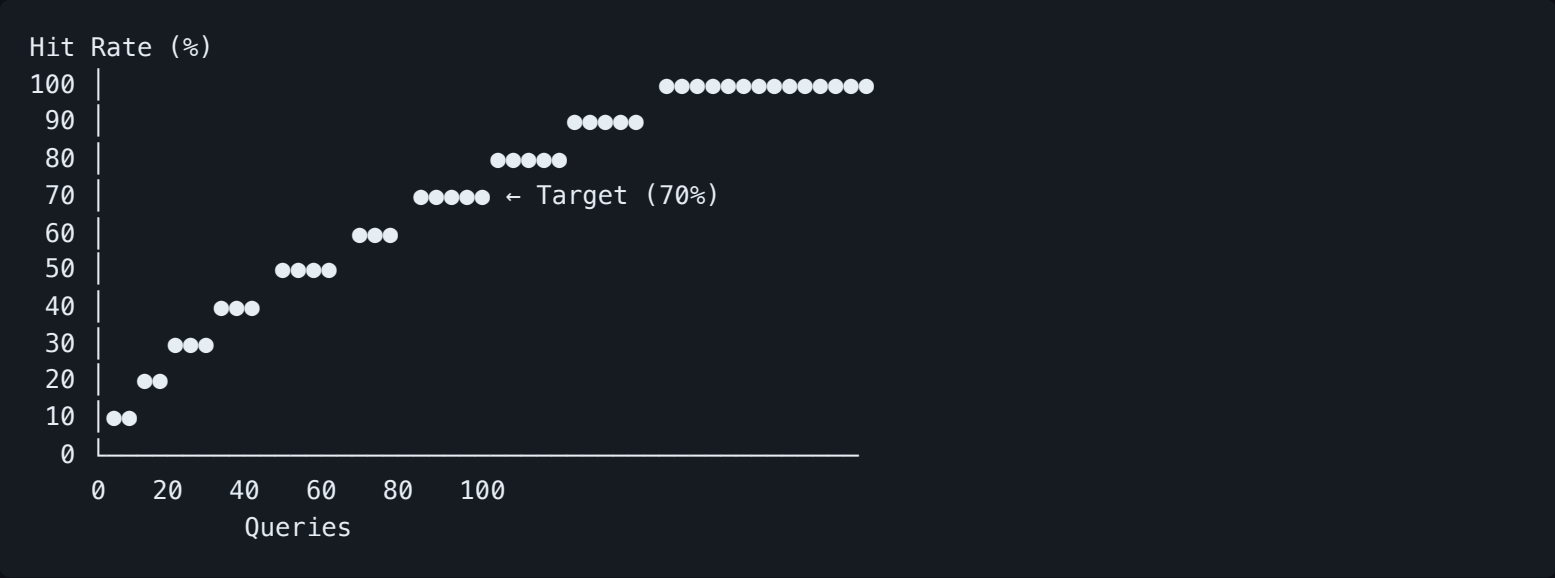 Hit Rate (%)
100 │                                     ●●●●●●●●●●●●●●
 90 │                               ●●●●●
 80 │                          ●●●●●
 70 │                     ●●●●● ← Target (70%)
 60 │                 ●●●
 50 │            ●●●●
 40 │        ●●●
 30 │     ●●●
 20 │   ●●
 10 │ ●●
  0 └──────────────────────────────────────────────────
    0   20   40   60   80   100
              Queries